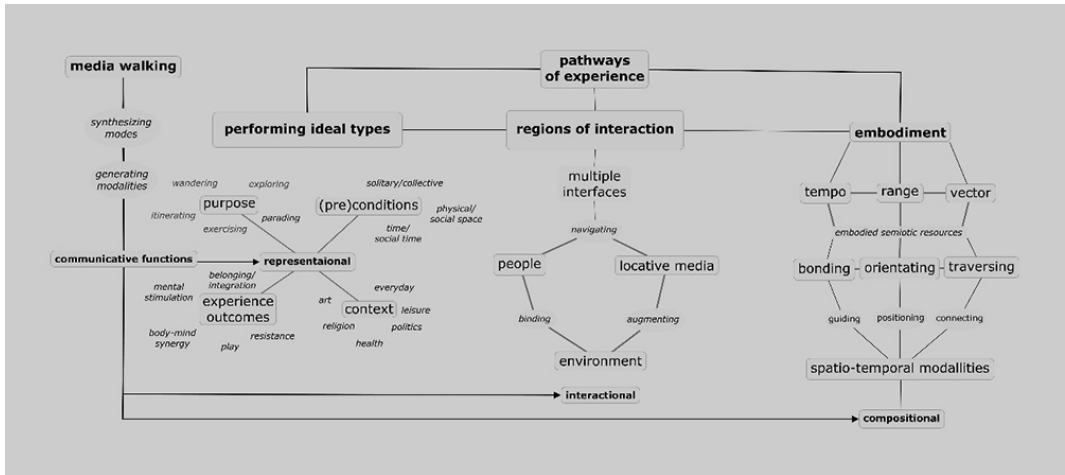 media walking
synthesizing
modes
generating
modalities
communicative functions
pathways
of experience
performing ideal types
regions of interaction
embodiment
wandering
exploring
purpose
itinerating
parading
exercising
solitary/collective
(pre)conditions
physical/
social space
time/
social time
representaional
belonging/
integration
mental
stimulation
experience
outcomes
body-mind
synergy
play
resistance
everyday
art
context
leisure
religion
politics
health
multiple
interfaces
navigating
people
locative media
binding
augmenting
environment
interactional
tempo
range
vector
embodied semiotic resources
bonding
orientating
traversing
guiding
positioning
connecting
spatio-temporal modallities
compositional